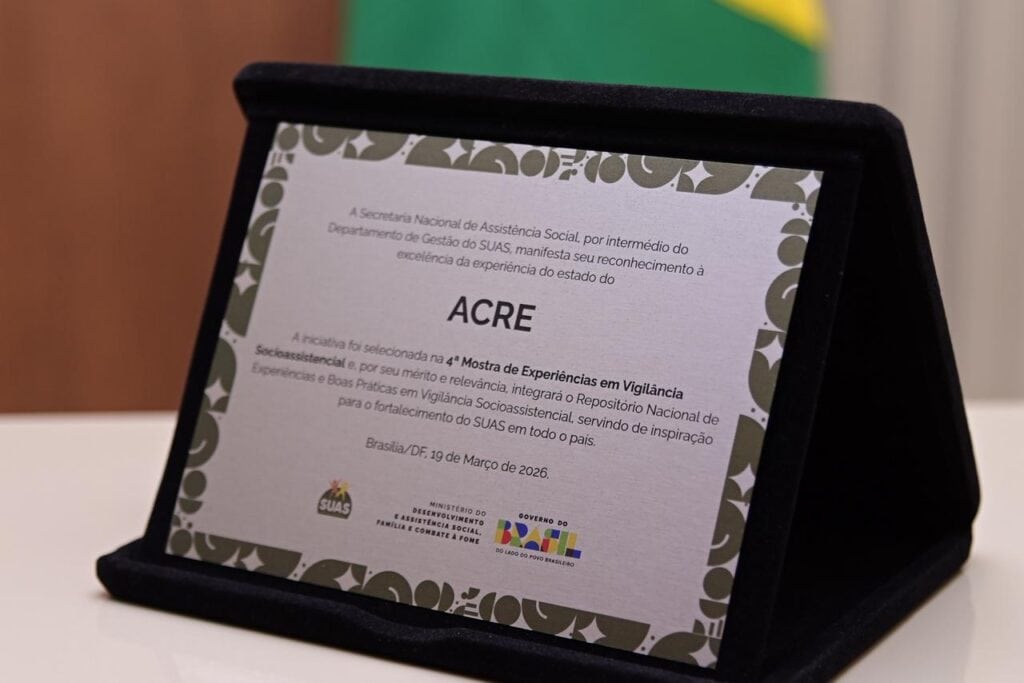 A Secretaria Nacional de Assistência Social, por intermédio do
Departamento de Gestão do SUAS, manifesta seu reconhecimento à
excelência da experiência do estado do
ACRE
A iniciativa foi selecionada na 4ª Mostra de Experiências em Vigilância
Socioassistencial e, por seu mérito e relevância, integrará o Repositório Nacional de
Experiências e Boas Práticas em Vigilância Socioassistencial, servindo de inspiração
para o fortalecimento do SUAS em todo o país.
Brasília/DF, 19 de Março de 2026.
SUAS
MINISTÉRIO DO
DESENVOLVIMENTO
E ASSISTÊNCIA SOCIAL,
FAMÍLIA E COMBATE À FOME
GOVERNO DO
BRASIL
DO LADO DO POVO BRASILEIRO